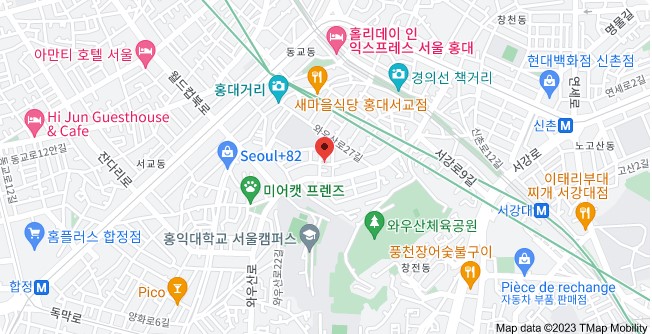 홀리데이 인
익스프레스 서울 홍대
창천동
명물길
아만티 호텔 서울
동교동
현대백화점 신촌점
경의선 책거리
홍대거리
새마을식당 홍대서교점
월드컵북로
연세로
연세로2길
Hi Jun Guesthouse
& Cafe
와우산로27길
신촌로12길
신촌
노고산동
동교로12안길
서교동
Seoul+82
서강로
고산2길
잔다리로
서강로9길
미어캣 프렌즈
이태리부대
찌개 서강대점
서강대
홈플러스 합정점
홍익대학교 서울캠퍼스
와우산체육공원
풍천장어숯불구이
창전동
와우산로
와우산로22길
합정
Pico
Pièce de rechange
자동차 부품 판매점
독막로
양화로6길
Map data ©2023 TMap Mobility